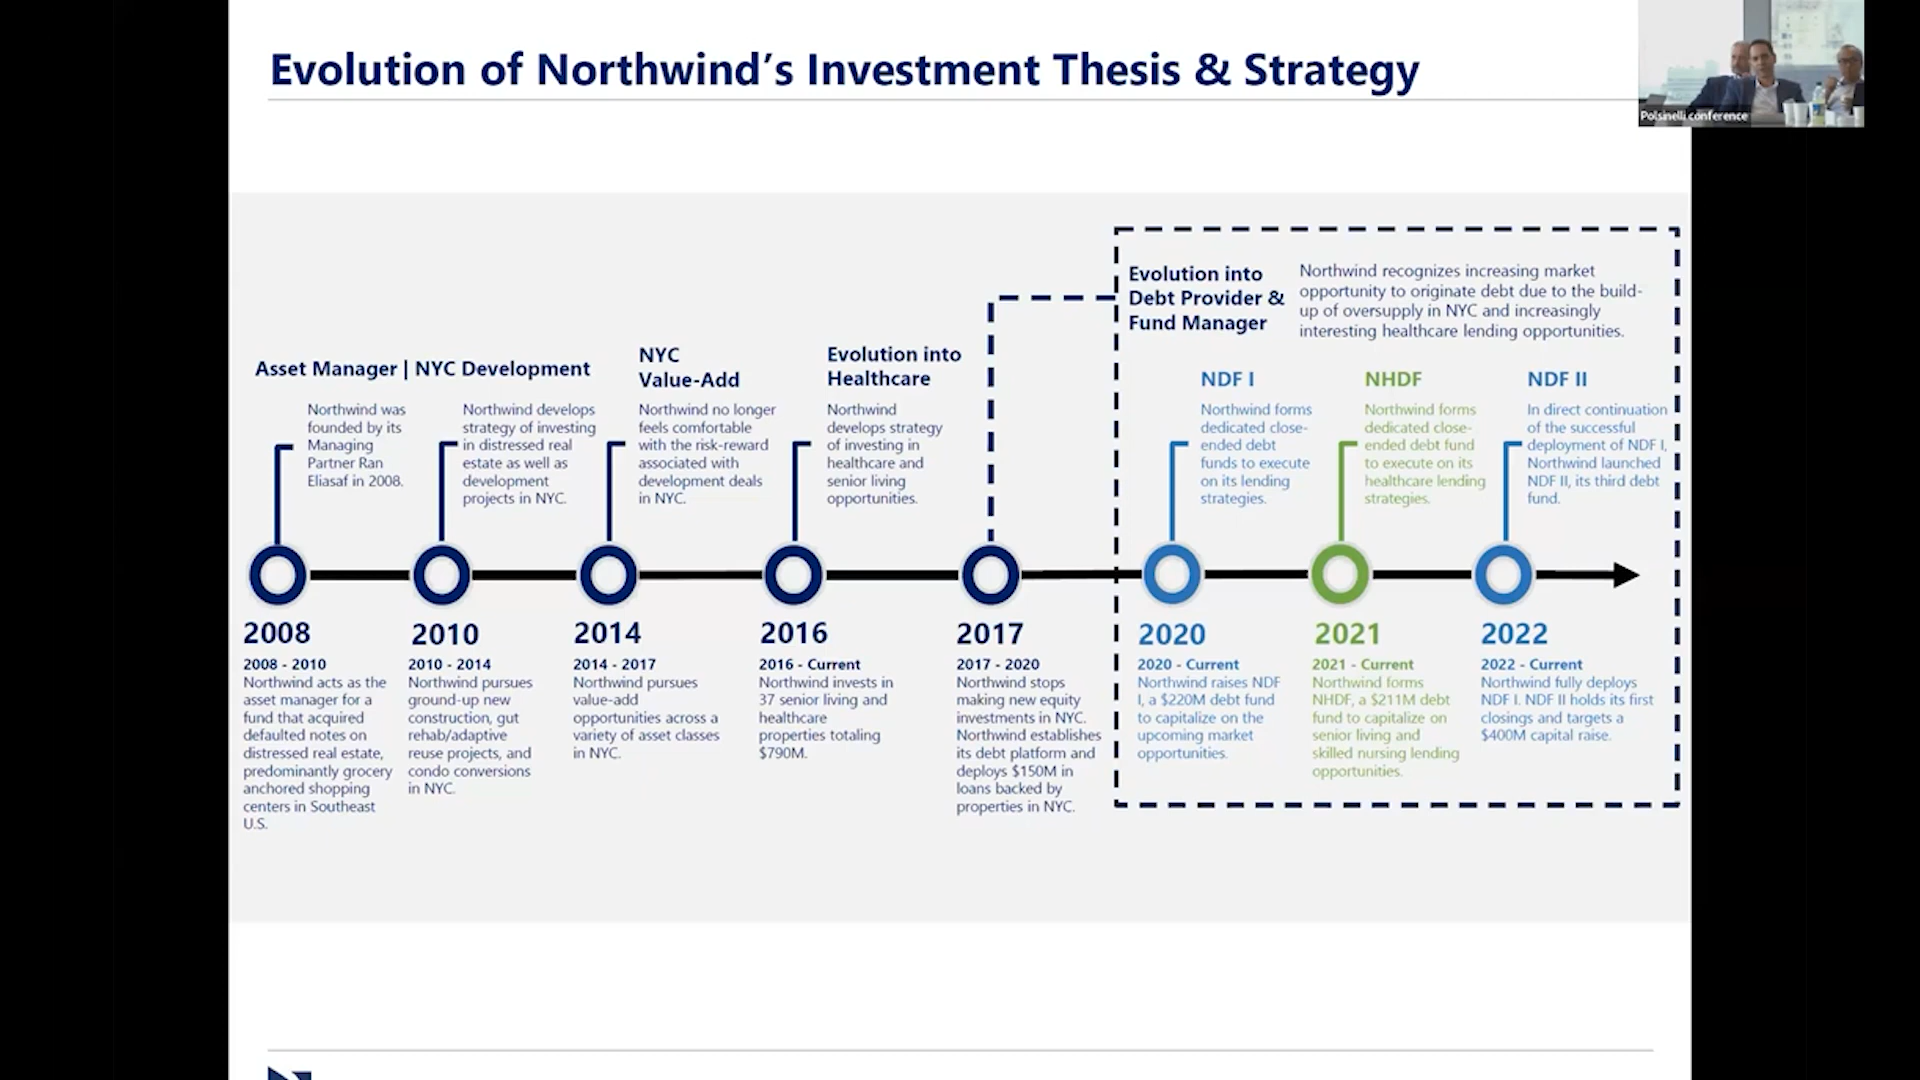 Evolution of Northwind's Investment Thesis & Strategy
Polsinelli conference
Asset Manager | NYC Development
Northwind was
founded by its
Managing
Partner Ran
Eliasaf in 2008.
Northwind develops
strategy of investing
in distressed real
estate as well as
development
projects in NYC.
NYC
Value-Add
Northwind no longer
feels comfortable
with the risk-reward
associated with
development deals
in NYC.
Evolution into
Healthcare
Northwind
develops strategy
of investing in
healthcare and
senior living
opportunities.
Evolution into
Debt Provider &
Fund Manager
Northwind recognizes increasing market
opportunity to originate debt due to the build-
up of oversupply in NYC and increasingly
interesting healthcare lending opportunities.
NDF I
Northwind forms
dedicated close-
ended debt
funds to execute
on its lending
strategies.
NHDF
Northwind forms
dedicated close-
ended debt fund
to execute on its
healthcare lending
strategies.
NDF II
In direct continuation
of the successful
deployment of NDF I,
Northwind launched
NDF II, its third debt
fund.
2008
2008 - 2010
Northwind acts as the
asset manager for a
fund that acquired
defaulted notes on
distressed real estate,
predominantly grocery
anchored shopping
centers in Southeast
U.S.
2010
2010 - 2014
Northwind pursues
ground-up new
construction, gut
rehab/adaptive
reuse projects, and
condo conversions
in NYC.
2014
2014 - 2017
Northwind pursues
value-add
opportunities across a
variety of asset classes
in NYC.
2016
2016 - Current
Northwind invests in
37 senior living and
healthcare
properties totaling
$790M.
2017
2017 - 2020
Northwind stops
making new equity
investments in NYC.
Northwind establishes
its debt platform and
deploys $150M in
loans backed by
properties in NYC.
2020
2020 - Current
Northwind raises NDF
I, a $220M debt fund
to capitalize on the
upcoming market
opportunities.
2021
2021 - Current
Northwind forms
NHDF, a $211M debt
fund to capitalize on
senior living and
skilled nursing lending
opportunities.
2022
2022 - Current
Northwind fully deploys
NDF I. NDF II holds its first
closings and targets a
$400M capital raise.